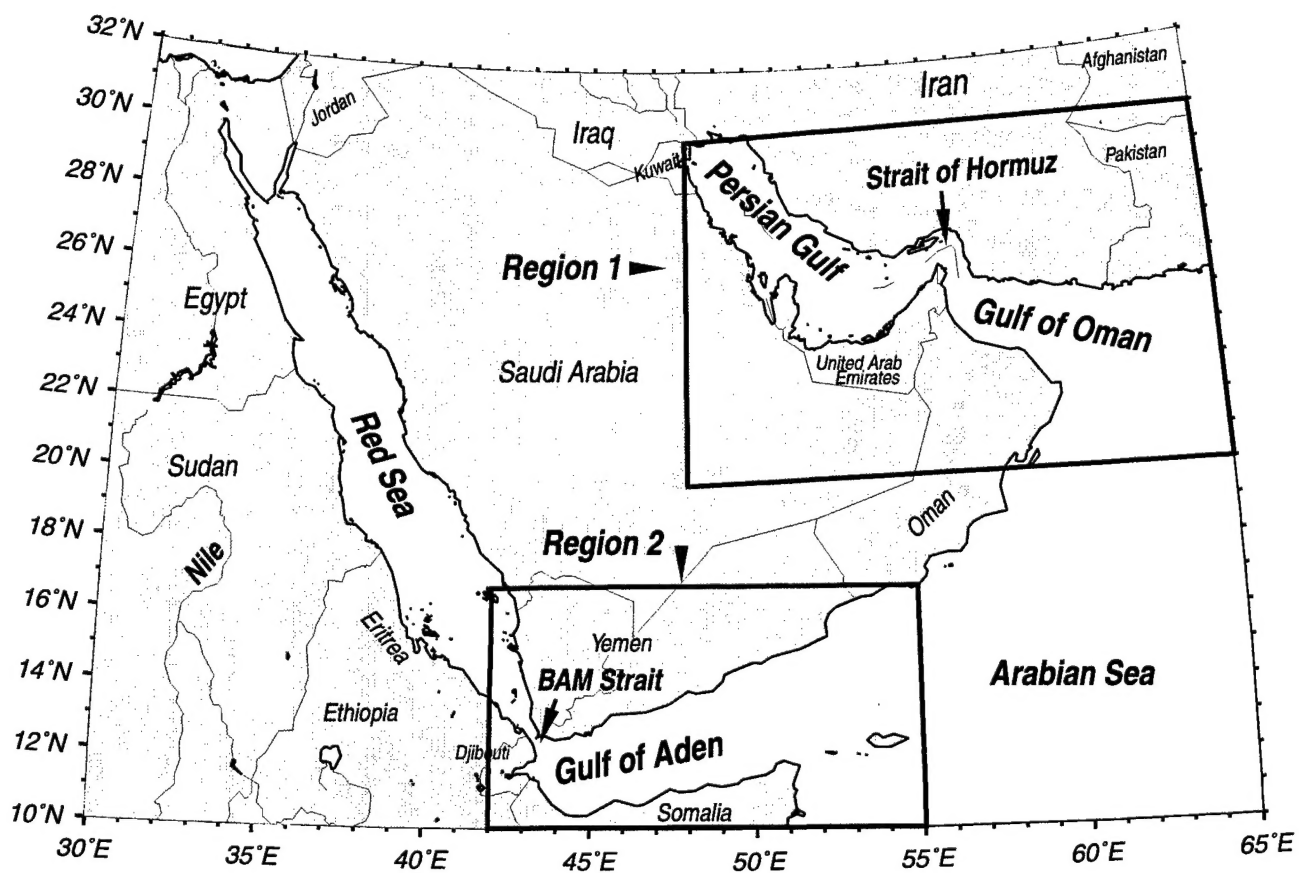 32°N
30°N
28°N
26°N
24°N
22°N
20°N
18°N
16°N
14°N
12°N
10°N
30°E
35°E
40°E
45°E
50°E
55°E
60°E
65°E
Afghanistan
Iran
Jordan
Iraq
Kuwait
Pakistan
Strait of Hormuz
Persian Gulf
Region 1
Egypt
Gulf of Oman
Saudi Arabia
United Arab
Emirates
Red Sea
Sudan
Oman
Region 2
Nile
Eritrea
Yemen
BAM Strait
Arabian Sea
Ethiopia
Djibouti
Gulf of Aden
Somalia